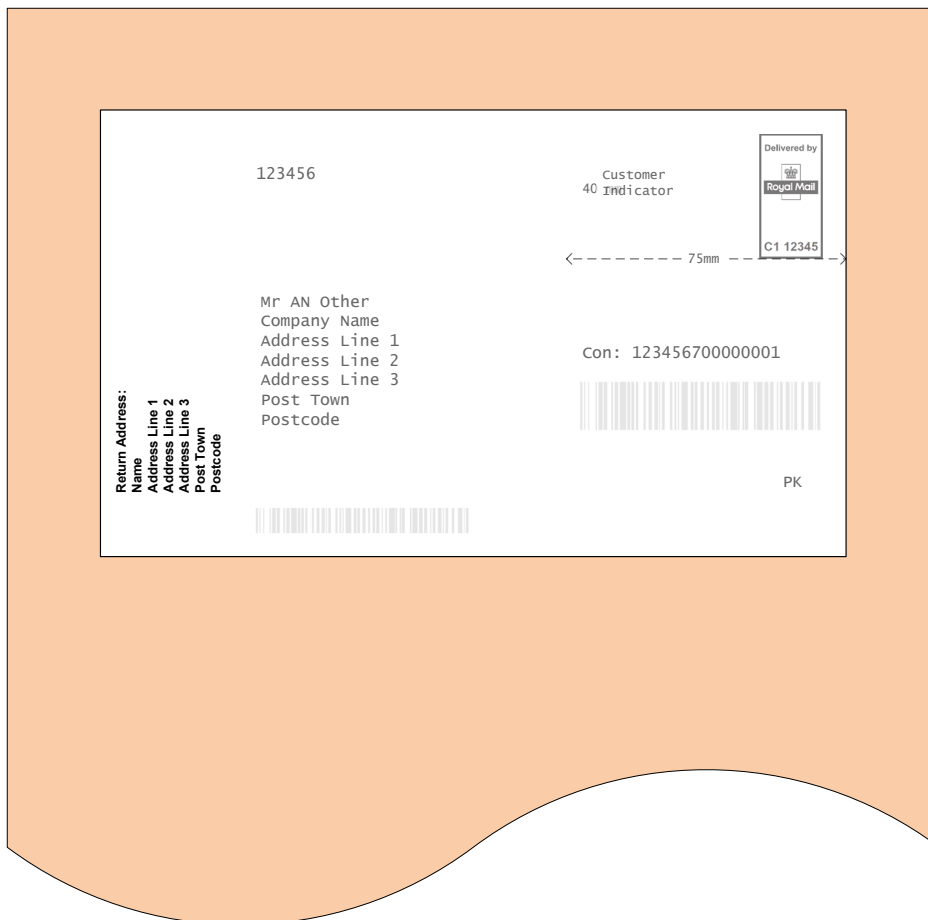 123456
Customer
40 mm Indicator
Delivered by
Royal Mail
C1 12345
75mm
Mr AN Other
Company Name
Address Line 1
Address Line 2
Address Line 3
Post Town
Postcode
Con: 123456700000001
PK
Return Address:
Name
Address Line 1
Address Line 2
Address Line 3
Post Town
Postcode